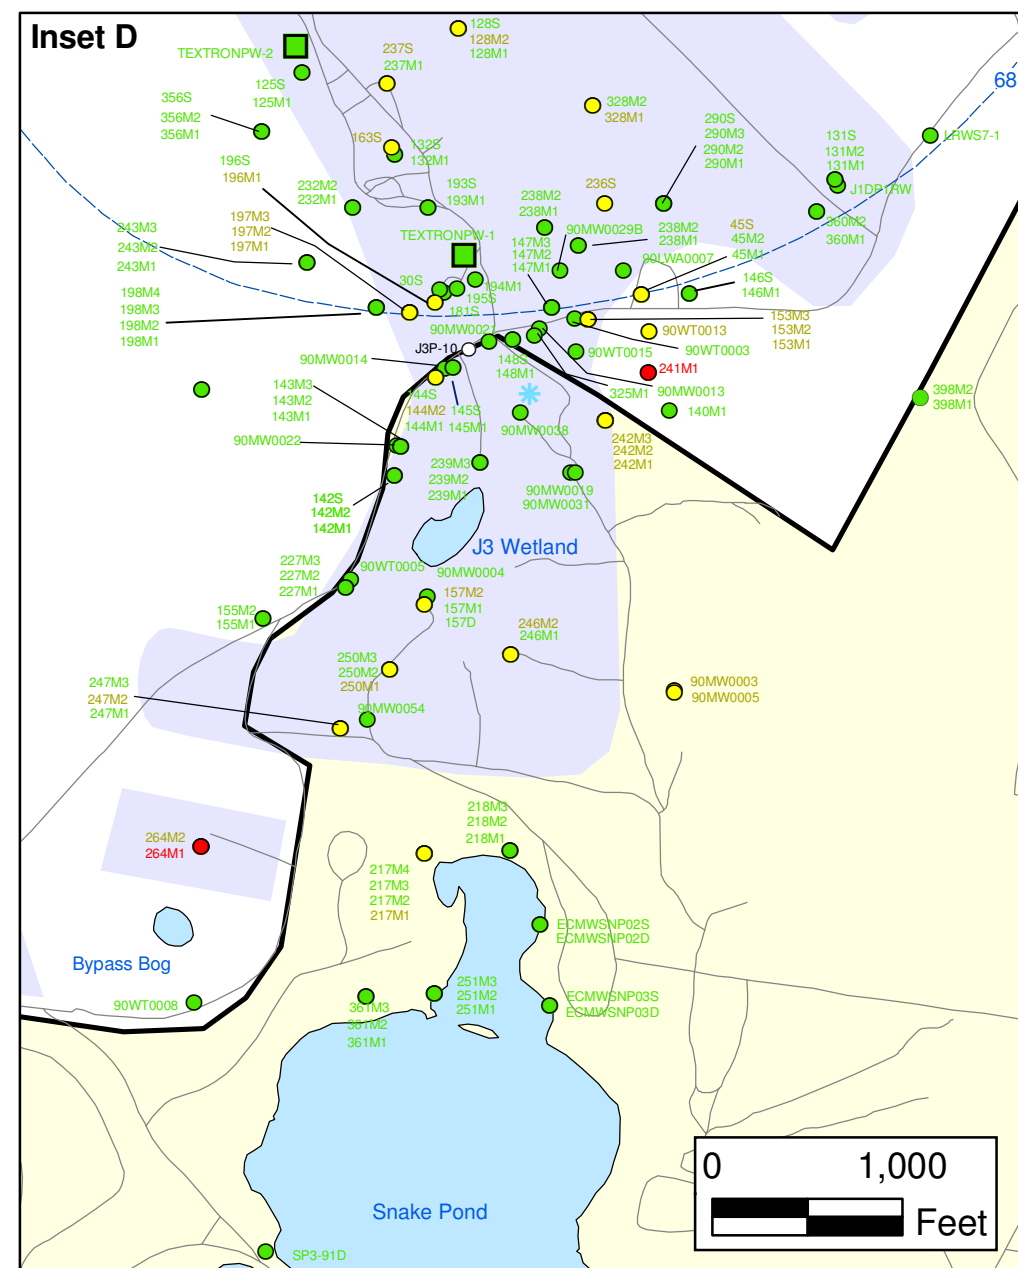 Inset D
TEXTRONPW-2
128S
128M2
128M1
237S
237M1
125S
125M1
68
356S
356M2
356M1
328M2
328M1
290S
290M3
290M2
290M1
LRWS7-1
163S
132S
132M1
131S
131M2
131M1
J1DP1RW
196S
196M1
232M2
232M1
193S
193M1
236S
238M2
238M1
360M2
360M1
243M3
243M2
243M1
197M3
197M2
197M1
TEXTRONPW-1
90MW0029B
238M2
238M1
45S
45M2
45M1
147M3
147M2
147M1
90LWA0007
146S
146M1
198M4
198M3
198M2
198M1
30S
194M1
195S
181S
153M3
153M2
153M1
90MW0021
90WT0013
90WT0003
J3P-10
90MW0014
148S
148M1
90WT0015
241M1
325M1
90MW0013
140M1
398M2
398M1
143M3
143M2
143M1
144S
144M2
144M1
145S
145M1
90MW0038
90MW0022
242M3
242M2
242M1
239M3
239M2
239M1
90MW0019
90MW0031
142S
142M2
142M1
J3 Wetland
227M3
227M2
227M1
90WT0005
90MW0004
157M2
157M1
157D
155M2
155M1
246M2
246M1
250M3
250M2
250M1
247M3
247M2
247M1
90MW0054
90MW0003
90MW0005
264M2
264M1
218M3
218M2
218M1
217M4
217M3
217M2
217M1
ECMWSNP02S
ECMWSNP02D
Bypass Bog
90WT0008
251M3
251M2
251M1
361M3
361M2
361M1
ECMWSNP03S
ECMWSNP03D
Snake Pond
SP3-91D
0 1,000
Feet